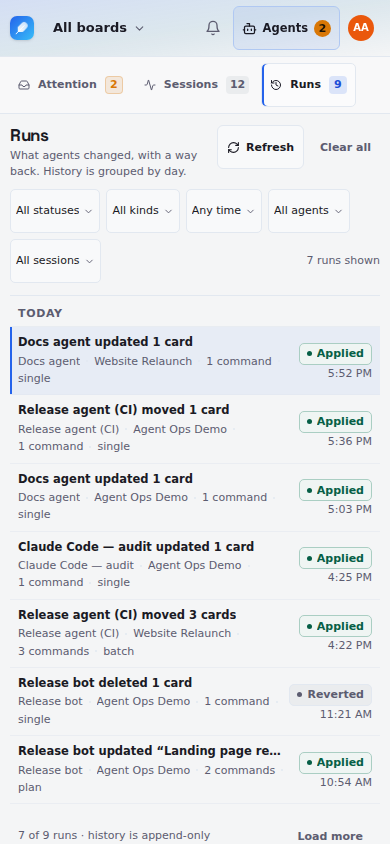 All boards
Agents 2
AA
Attention 2
Sessions 12
Runs 9
Runs
What agents changed, with a way
back. History is grouped by day.
Refresh
Clear all
All statuses
All kinds
Any time
All agents
All sessions
7 runs shown
TODAY
Docs agent updated 1 card
Docs agent · Website Relaunch · 1 command ·
single
Applied
5:52 PM
Release agent (CI) moved 1 card
Release agent (CI) · Agent Ops Demo ·
1 command · single
Applied
5:36 PM
Docs agent updated 1 card
Docs agent · Agent Ops Demo · 1 command ·
single
Applied
5:03 PM
Claude Code — audit updated 1 card
Claude Code — audit · Agent Ops Demo ·
1 command · single
Applied
4:25 PM
Release agent (CI) moved 3 cards
Release agent (CI) · Website Relaunch ·
3 commands · batch
Applied
4:22 PM
Release bot deleted 1 card
Release bot · Agent Ops Demo · 1 command ·
single
Reverted
11:21 AM
Release bot updated “Landing page re…
Release bot · Agent Ops Demo · 2 commands ·
plan
Applied
10:54 AM
7 of 9 runs · history is append-only
Load more